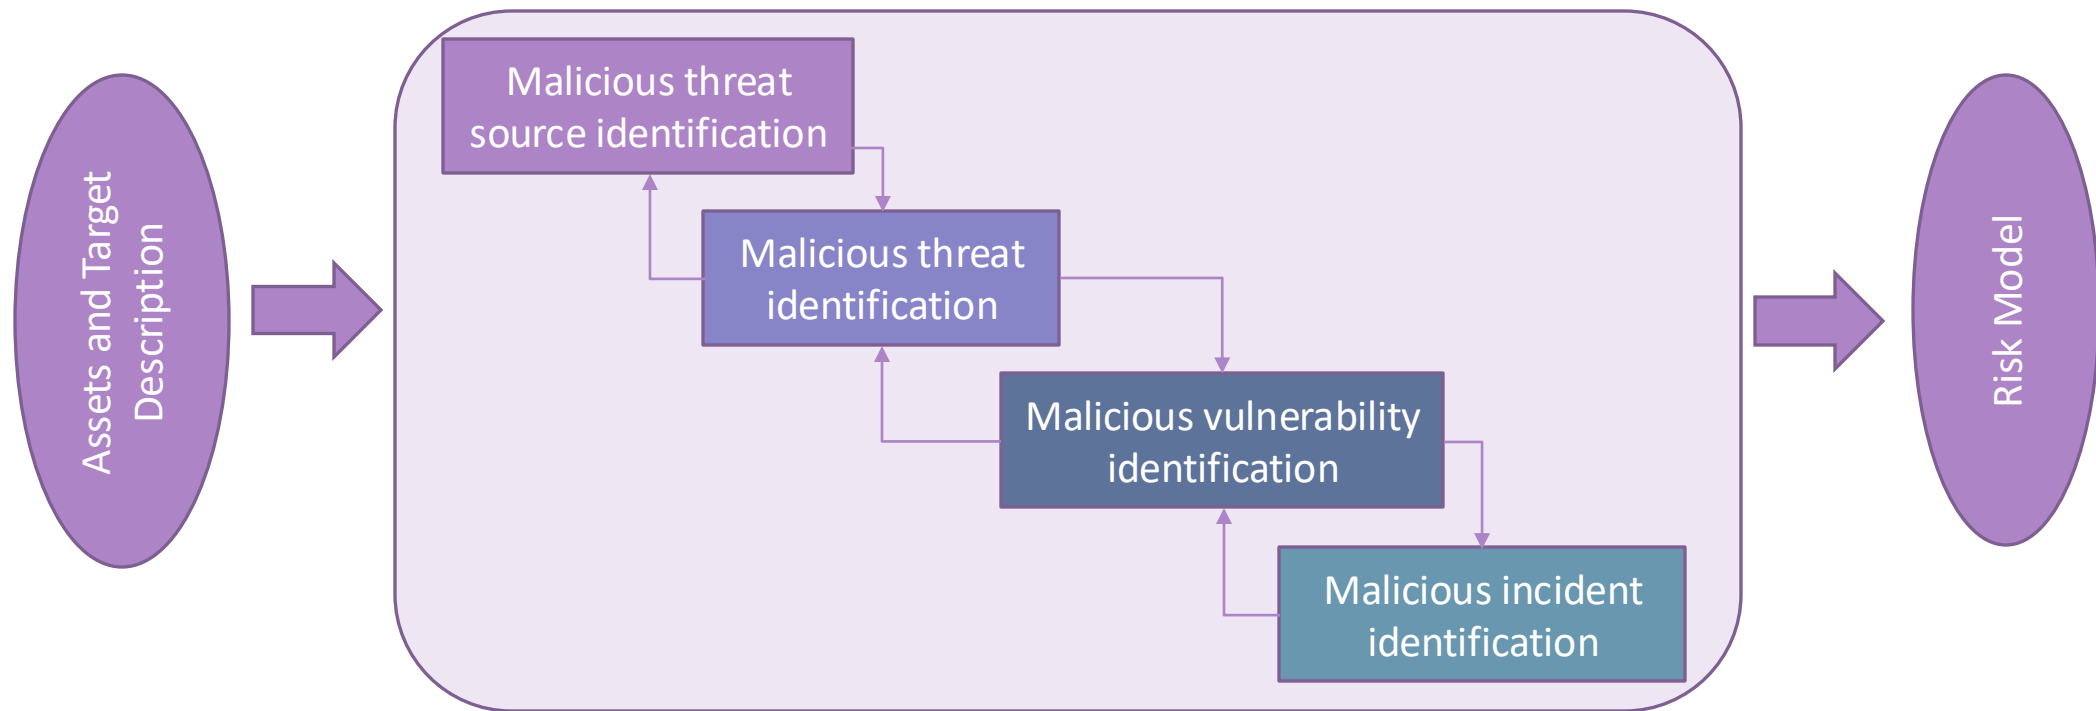 Assets and Target
Description
Malicious threat
source identification
Malicious threat
identification
Malicious vulnerability
identification
Malicious incident
identification
Risk Model